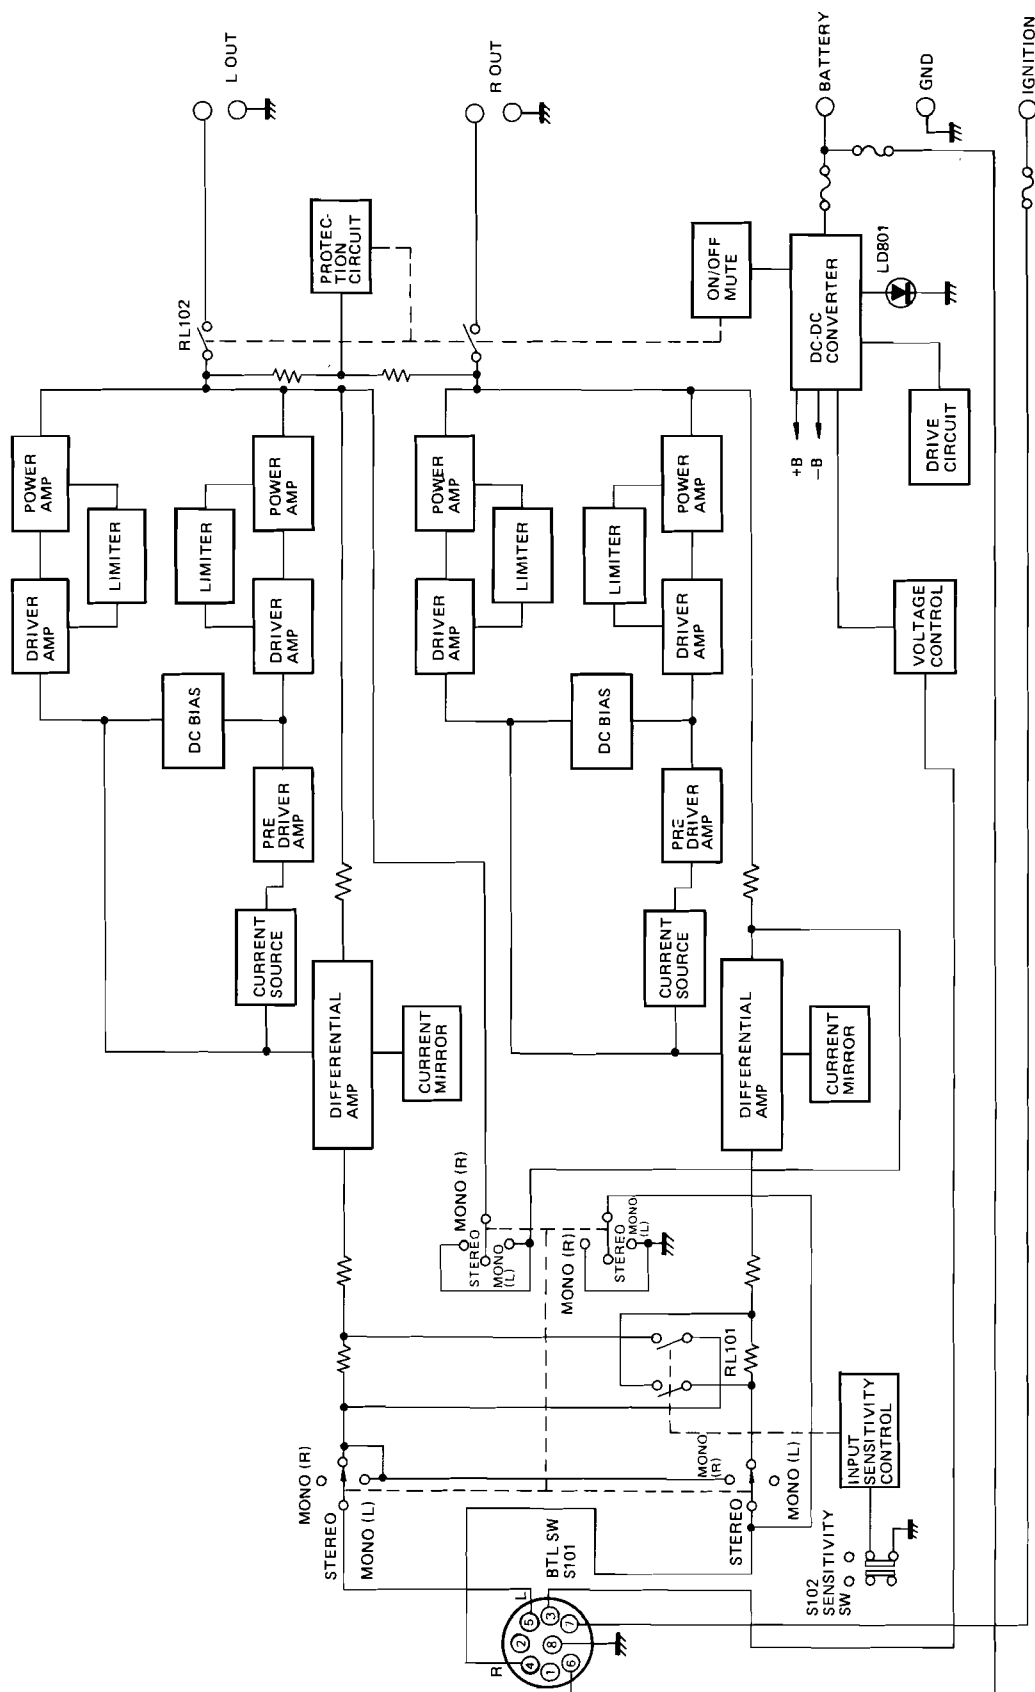 DRIVER
AMP
POWER
AMP
LIMITER
LIMITER
DC BIAS
PRE
DRIVER
AMP
DRIVER
AMP
POWER
AMP
RL102
L OUT
CURRENT
SOURCE
DIFFERENTIAL
AMP
CURRENT
MIRROR
PROTEC-
TION
CIRCUIT
MONO (R)
STEREO
MONO (L)
MONO (R)
STEREO
MONO
(L)
MONO (R)
STEREO
MONO
(L)
R
L
4
1
2
5
8
3
6
7
BTL SW
S101
DRIVER
AMP
POWER
AMP
LIMITER
LIMITER
DC BIAS
PRE
DRIVER
AMP
DRIVER
AMP
POWER
AMP
R OUT
CURRENT
SOURCE
DIFFERENTIAL
AMP
CURRENT
MIRROR
MONO
(R)
STEREO
MONO (L)
RL101
S102
SENSITIVITY
SW
INPUT
SENSITIVITY
CONTROL
ON/OFF
MUTE
+B
−B
DC-DC
CONVERTER
LD801
VOLTAGE
CONTROL
DRIVE
CIRCUIT
BATTERY
GND
IGNITION